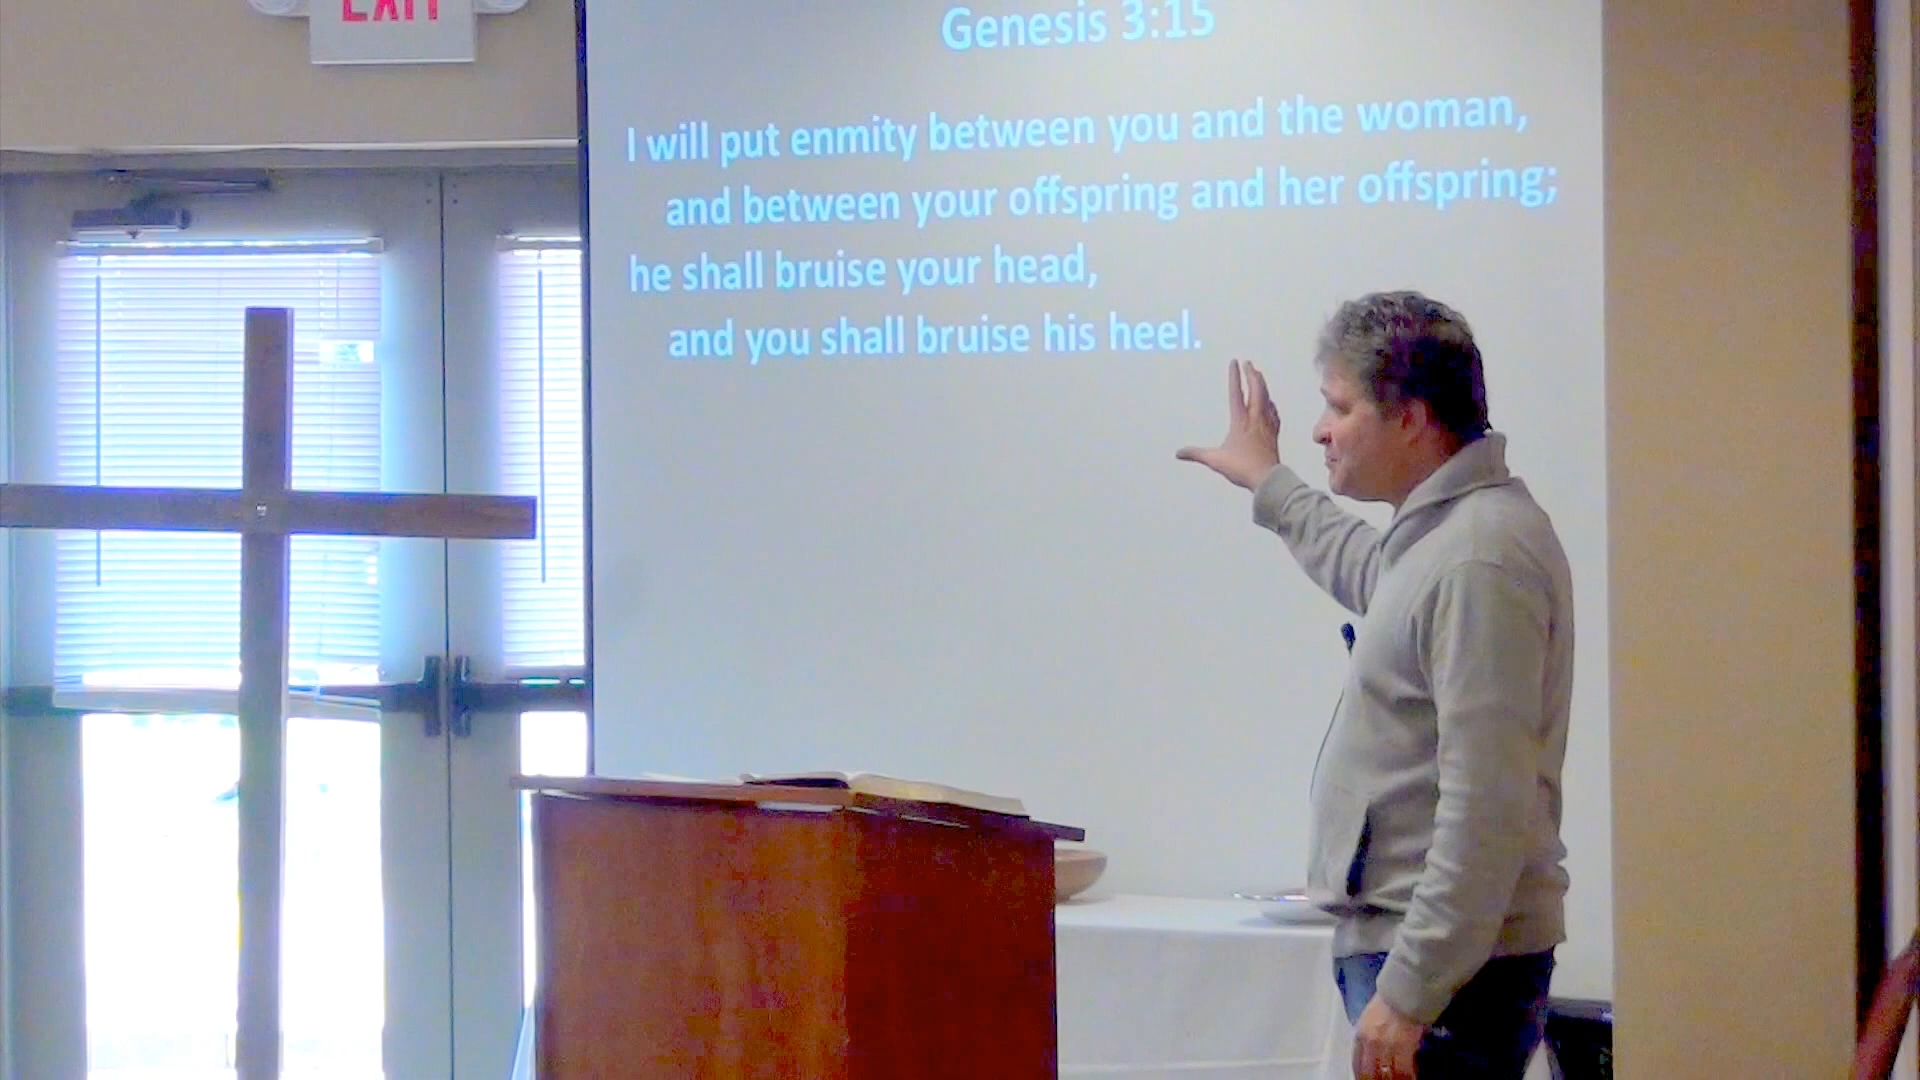 EXIT
Genesis 3:15
I will put enmity between you and the woman,
and between your offspring and her offspring;
he shall bruise your head,
and you shall bruise his heel.